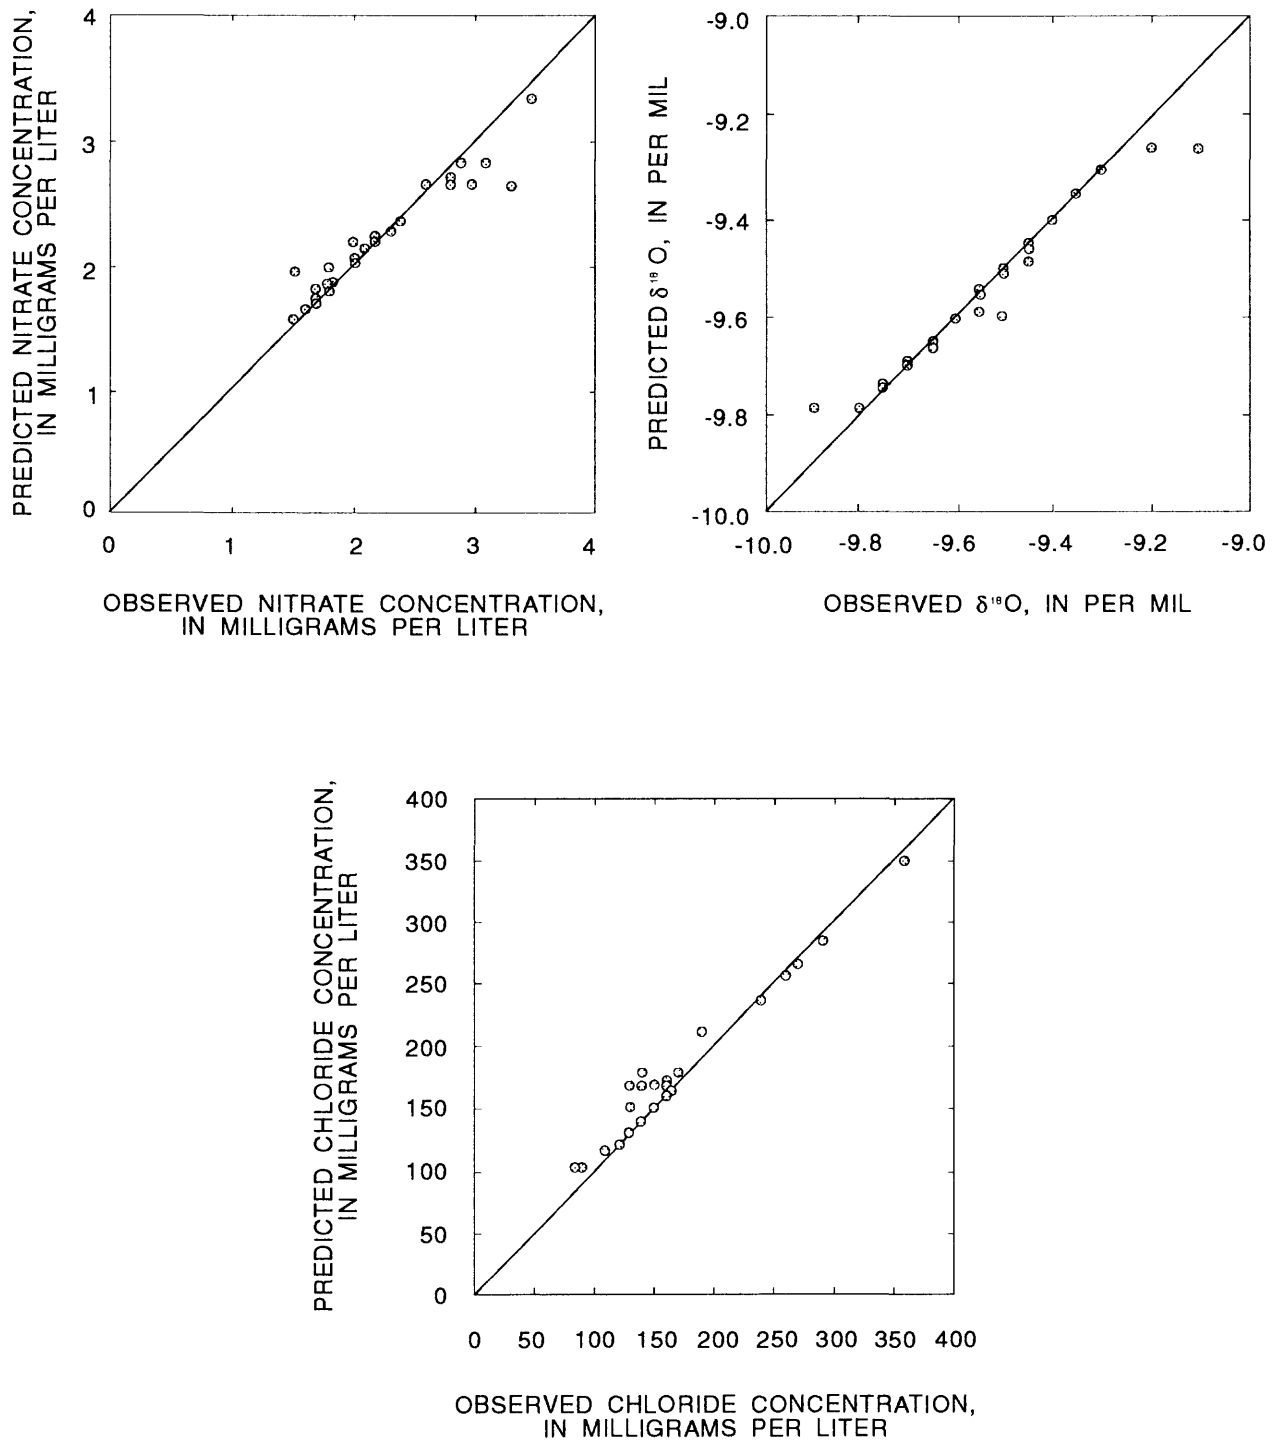 PREDICTED NITRATE CONCENTRATION,
IN MILLIGRAMS PER LITER
4
3
2
1
0
0 1 2 3 4
OBSERVED NITRATE CONCENTRATION,
IN MILLIGRAMS PER LITER
PREDICTED δ¹⁸O, IN PER MIL
-9.0
-9.2
-9.4
-9.6
-9.8
-10.0
-10.0 -9.8 -9.6 -9.4 -9.2 -9.0
OBSERVED δ¹⁸O, IN PER MIL
PREDICTED CHLORIDE CONCENTRATION,
IN MILLIGRAMS PER LITER
400
350
300
250
200
150
100
50
0
0 50 100 150 200 250 300 350 400
OBSERVED CHLORIDE CONCENTRATION,
IN MILLIGRAMS PER LITER